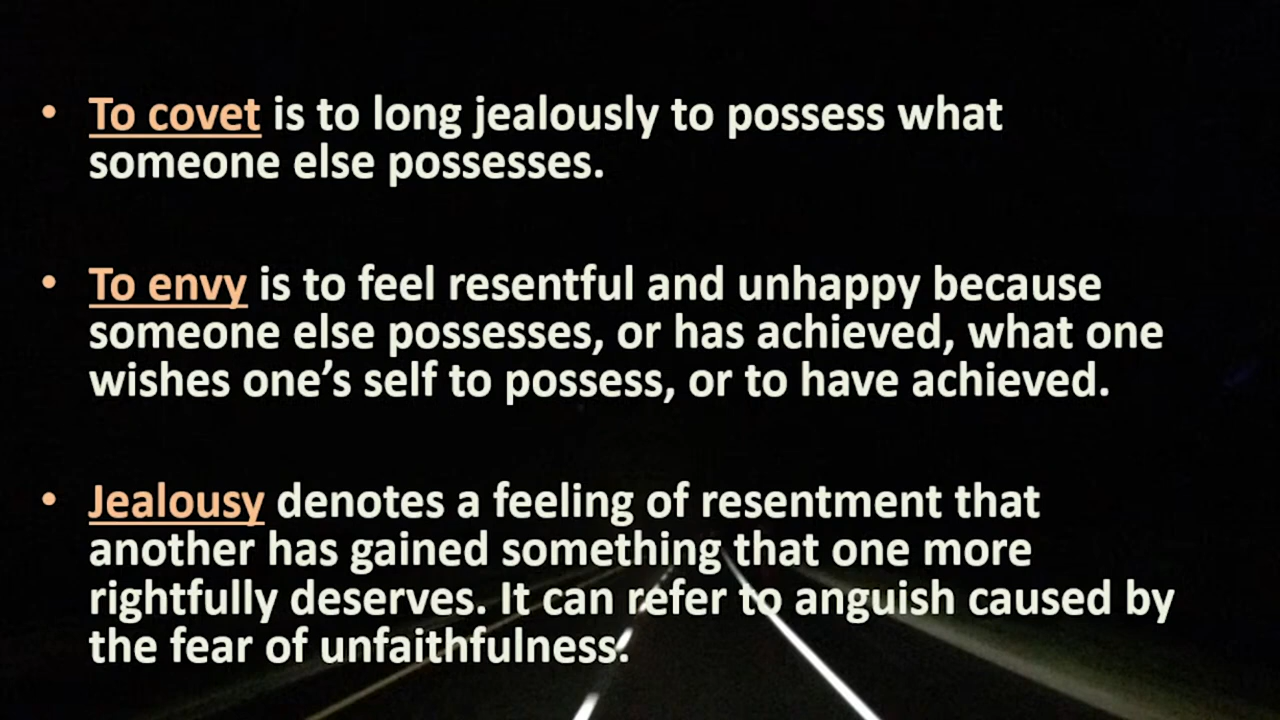 • To covet is to long jealously to possess what
someone else possesses.
• To envy is to feel resentful and unhappy because
someone else possesses, or has achieved, what one
wishes one’s self to possess, or to have achieved.
• Jealousy denotes a feeling of resentment that
another has gained something that one more
rightfully deserves. It can refer to anguish caused by
the fear of unfaithfulness.